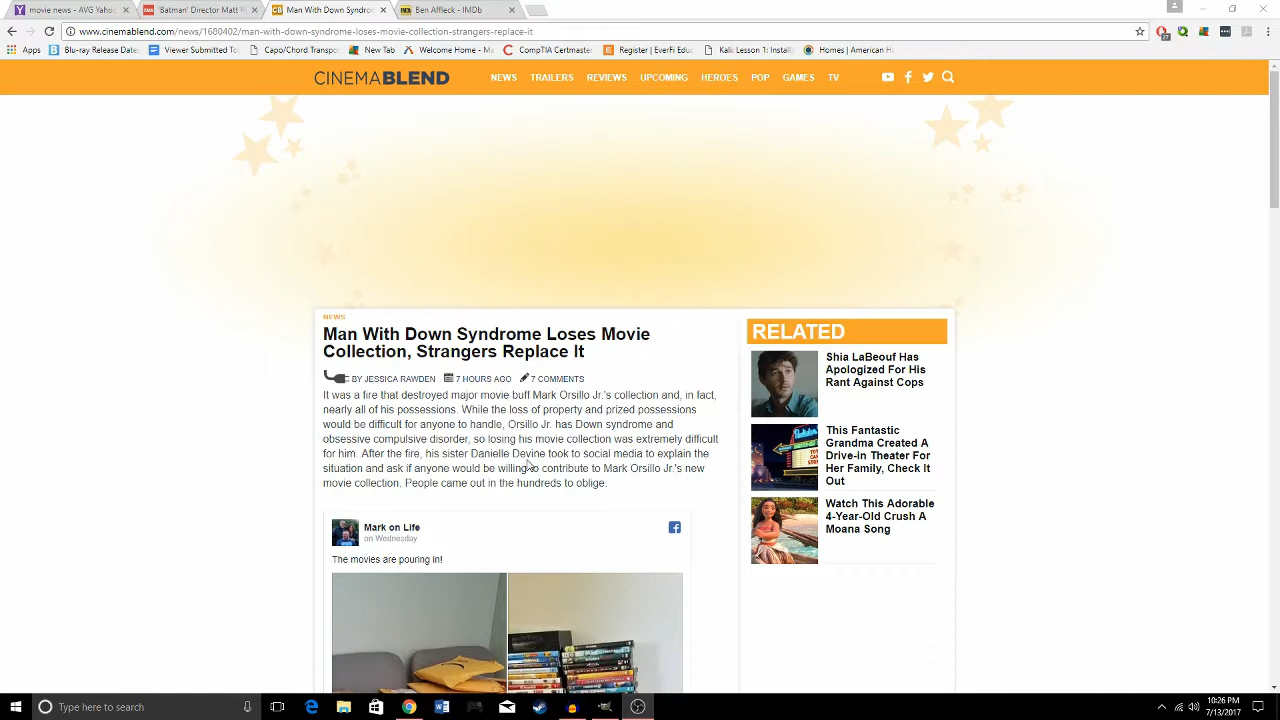 movie news - AVG Yahoo
'Batman' Director Matt R
Man With Down Syndrom
Ben Affleck - IMDb
www.cinemablend.com/news/1680402/man-with-down-syndrome-loses-movie-collection-strangers-replace-it
Apps
Blu-ray Release Dates
Viewer Submitted Top
Capo/Chord Transpos
New Tab
Welcome Home - Ma
CompTIA Certmaster
Register | EverFi Educ
Kalic Lesson 1: Install
Homes | American Ho
CINEMABLEND
NEWS TRAILERS REVIEWS UPCOMING HEROES POP GAMES TV
NEWS
Man With Down Syndrome Loses Movie
Collection, Strangers Replace It
BY JESSICA RAWDEN 7 HOURS AGO 7 COMMENTS
It was a fire that destroyed major movie buff Mark Orsillo Jr.'s collection and, in fact,
nearly all of his possessions. While the loss of property and prized possessions
would be difficult for anyone to handle, Orsillo Jr. has Down syndrome and
obsessive compulsive disorder, so losing his movie collection was extremely difficult
for him. After the fire, his sister Danielle Devine took to social media to explain the
situation and ask if anyone would be willing to contribute to Mark Orsillo Jr.'s new
movie collection. People came out in the hundreds to oblige.
Mark on Life
on Wednesday
The movies are pouring in!
RELATED
Shia LaBeouf Has
Apologized For His
Rant Against Cops
This Fantastic
Grandma Created A
Drive-in Theater For
Her Family, Check It
Out
Watch This Adorable
4-Year-Old Crush A
Moana Song
Type here to search
10:26 PM
7/13/2017